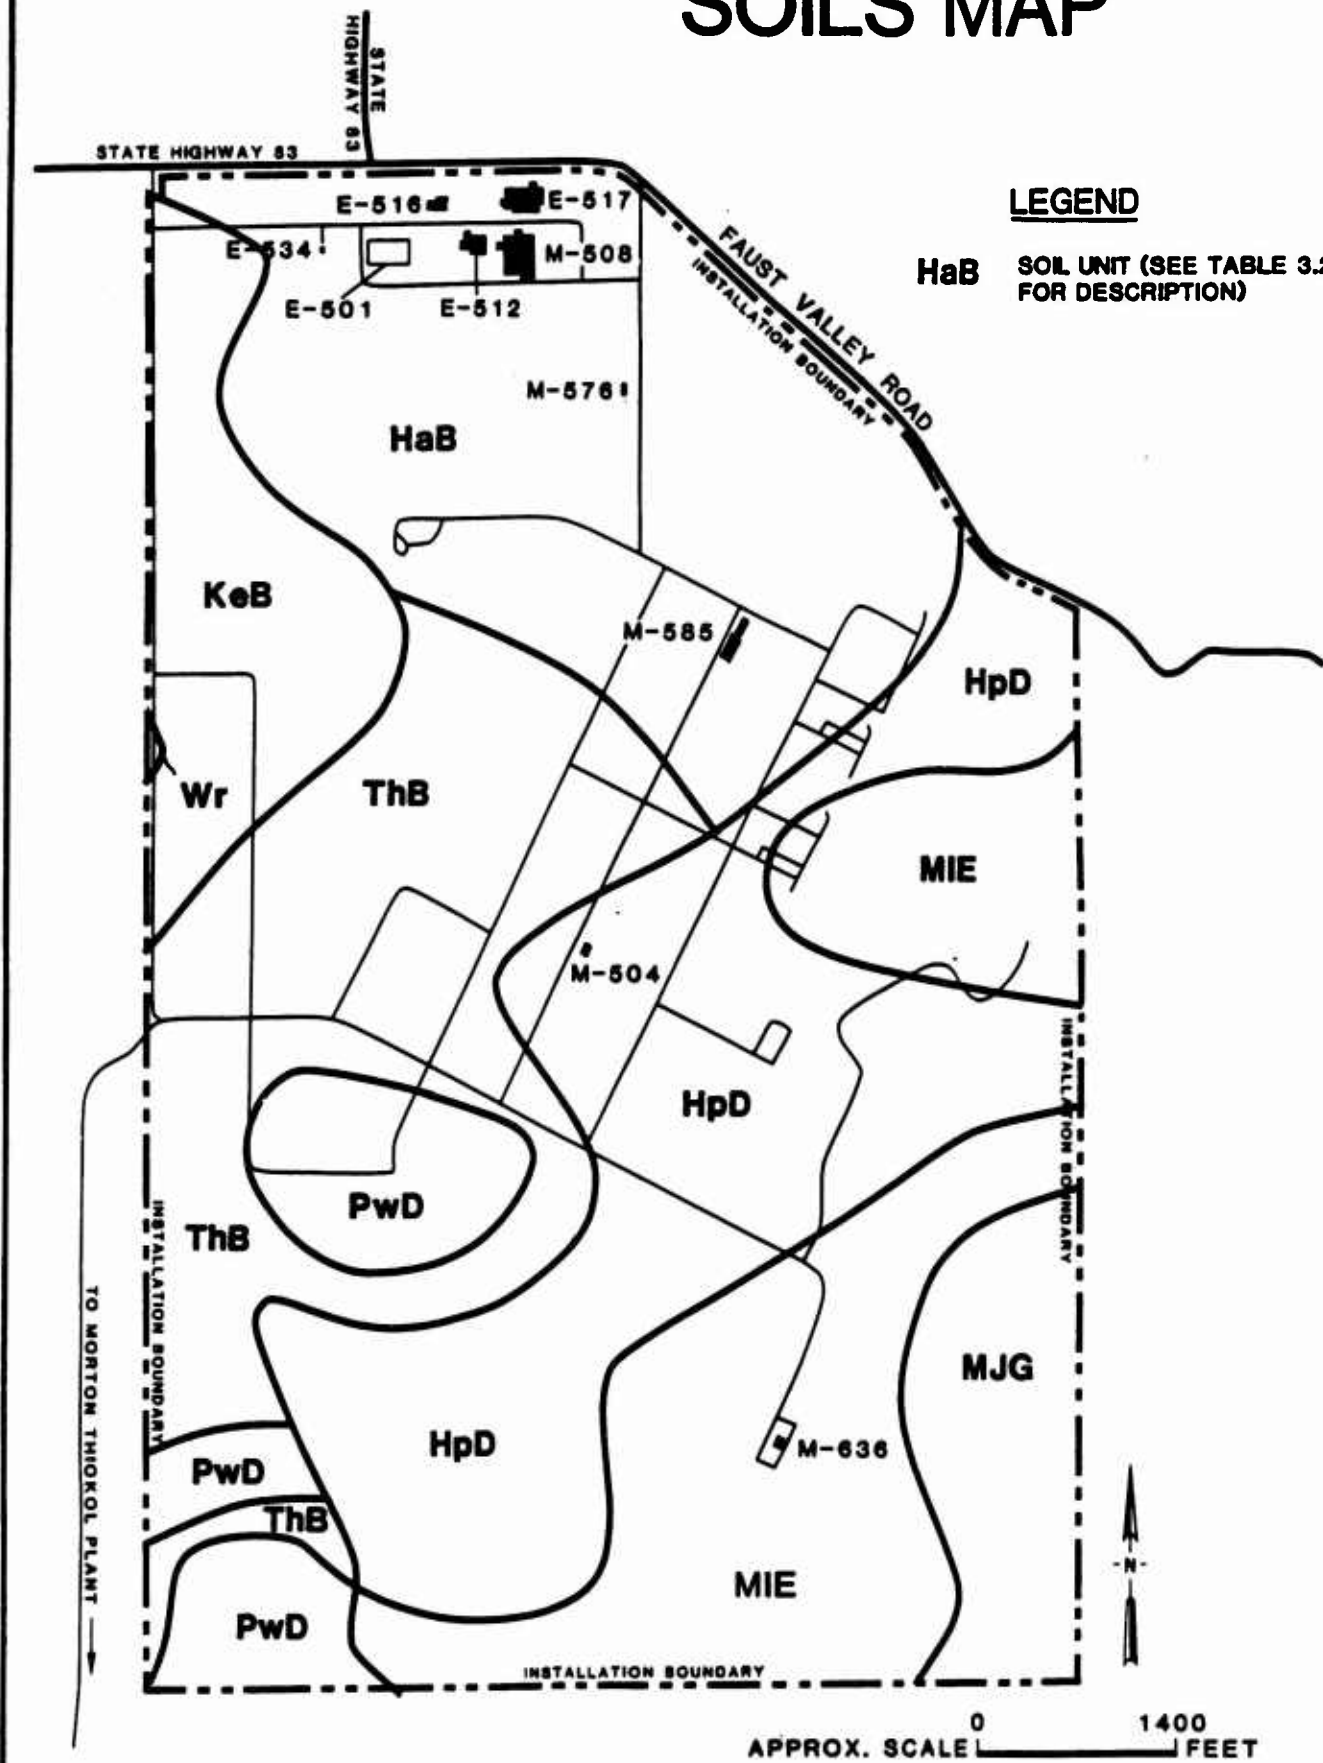 SOILS MAP
STATE
HIGHWAY 83
STATE HIGHWAY 83
LEGEND
HaB SOIL UNIT (SEE TABLE 3.2
FOR DESCRIPTION)
E-516
E-517
E-534
M-508
E-501
E-512
FAUST VALLEY ROAD
INSTALLATION BOUNDARY
M-576
HaB
KeB
M-585
HpD
Wr
ThB
MIE
M-504
HpD
INSTALLATION BOUNDARY
PwD
ThB
INSTALLATION BOUNDARY
TO MORTON THIOKOL PLANT
MJG
HpD
M-636
PwD
ThB
MIE
-N-
PwD
INSTALLATION BOUNDARY
0 1400
APPROX. SCALE FEET